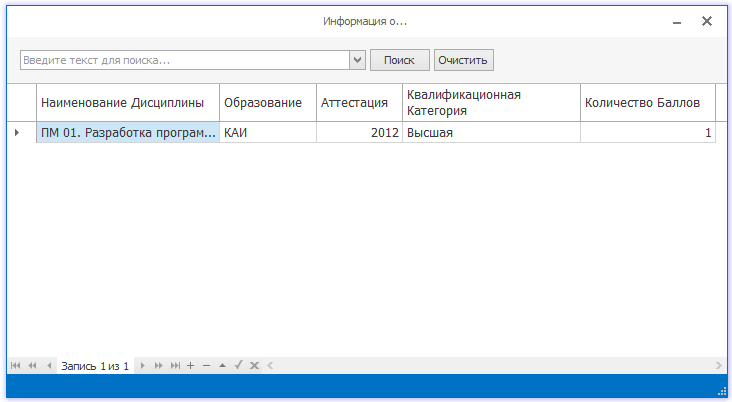 Информация о...
Введите текст для поиска...
Поиск
Очистить
Наименование Дисциплины
Образование
Аттестация
Квалификационная
Категория
Количество Баллов
ПМ 01. Разработка програм...
КАИ
2012
Высшая
1
Запись 1 из 1